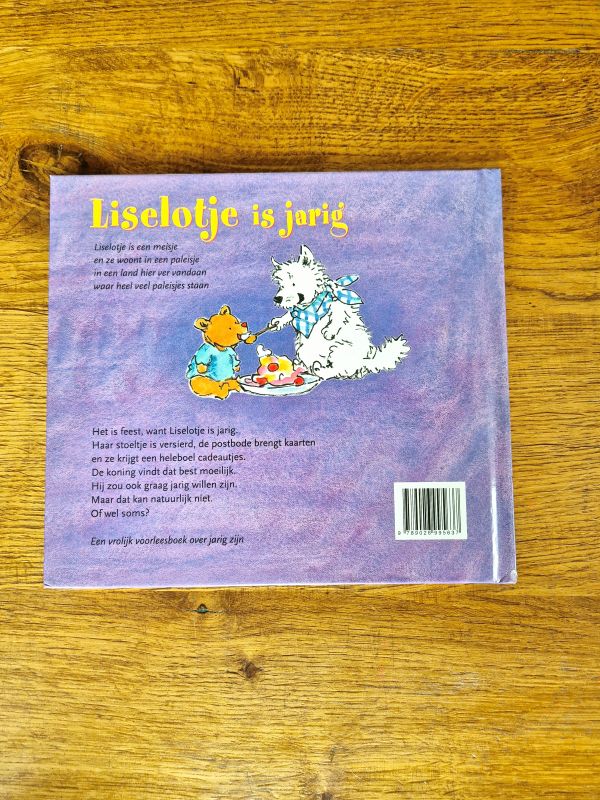 Liselotje is jarig
Liselotje is een meisje
en ze woont in een paleisje
in een land hier ver vandaan
waar heel veel paleisjes staan
Het is feest, want Liselotje is jarig.
Haar stoeltje is versierd, de postbode brengt kaarten
en ze krijgt een heleboel cadeautjes.
De koning vindt dat best moeilijk.
Hij zou ook graag jarig willen zijn.
Maar dat kan natuurlijk niet.
Of wel soms?
Een vrolijk voorleesboek over jarig zijn
9 789026 995637